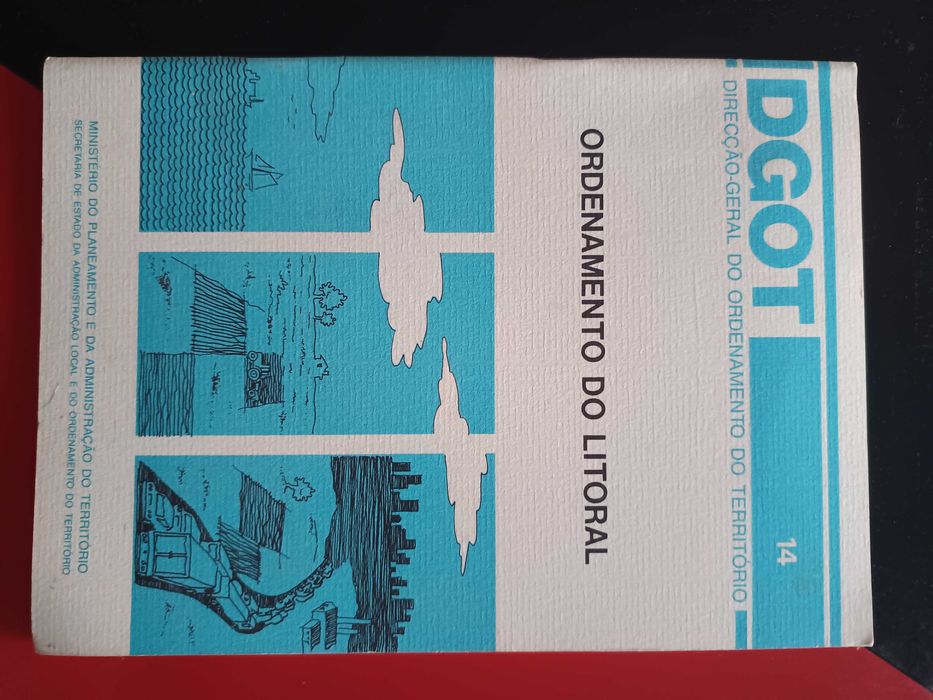 DGOT
DIRECÇÃO-GERAL DO ORDENAMENTO DO TERRITÓRIO
14
ORDENAMENTO DO LITORAL
MINISTÉRIO DO PLANEAMENTO E DA ADMINISTRAÇÃO DO TERRITÓRIO
SECRETARIA DE ESTADO DA ADMINISTRAÇÃO LOCAL E DO ORDENAMENTO DO TERRITÓRIO